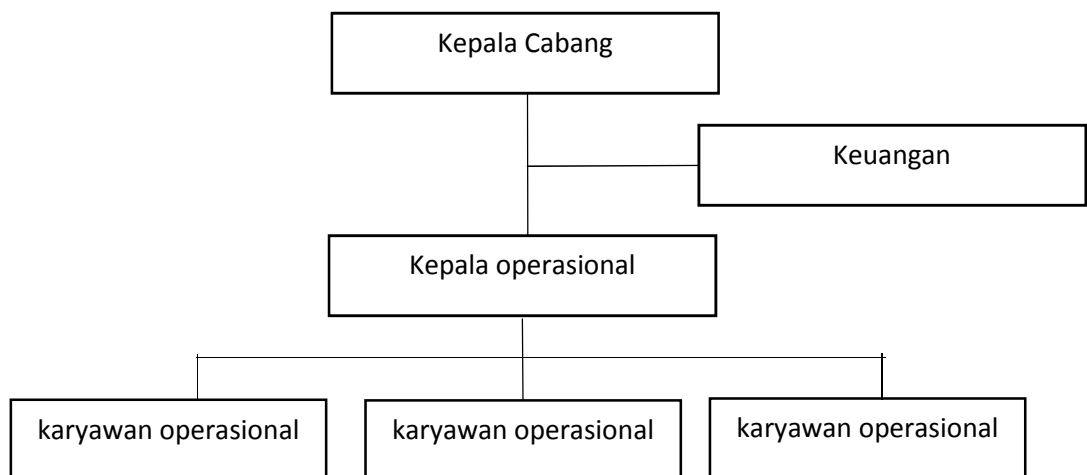 Kepala Cabang
Keuangan
Kepala operasional
karyawan operasional
karyawan operasional
karyawan operasional